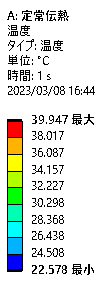 A: 定常伝熱
温度
タイプ: 温度
単位: °C
時間: 1 s
2023/03/08 16:44
39.947 最大
38.017
36.087
34.157
32.227
30.298
28.368
26.438
24.508
22.578 最小